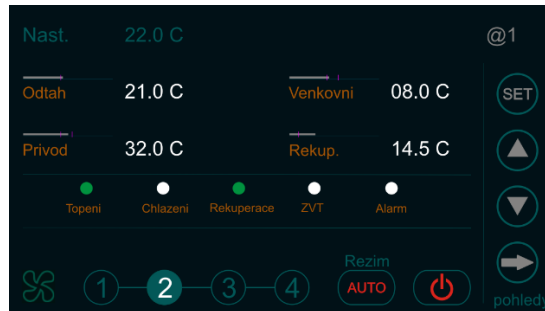 Nast. 22.0 C @1
Odtah 21.0 C Venkovni 08.0 C SET
Privod 32.0 C Rekup. 14.5 C
Topeni Chlazeni Rekuperace ZVT Alarm
Rezim
1 2 3 4 AUTO
pohledy